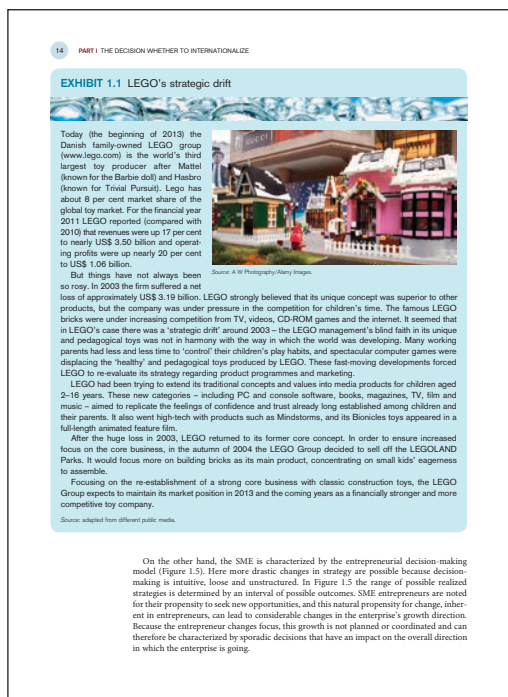 14
PART I THE DECISION WHETHER TO INTERNATIONALIZE
EXHIBIT 1.1 LEGO's strategic drift
Today (the beginning of 2013) the
Danish family-owned LEGO group
(www.lego.com) is the world's third
largest toy producer after Mattel
(known for the Barbie doll) and Hasbro
(known for Trivial Pursuit). Lego has
about 8 per cent market share of the
global toy market. For the financial year
2011 LEGO reported (compared with
2010) that revenues were up 17 per cent
to nearly US$ 3.50 billion and operat-
ing profits were up nearly 20 per cent
to US$ 1.06 billion.
But things have not always been
so rosy. In 2003 the firm suffered a net
GUCCI
Source: A W Photography/Alamy Images.
loss of approximately US$ 3.19 billion. LEGO strongly believed that its unique concept was superior to other
products, but the company was under pressure in the competition for children's time. The famous LEGO
bricks were under increasing competition from TV, videos, CD-ROM games and the internet. It seemed that
in LEGO's case there was a 'strategic drift' around 2003 – the LEGO management's blind faith in its unique
and pedagogical toys was not in harmony with the way in which the world was developing. Many working
parents had less and less time to 'control' their children's play habits, and spectacular computer games were
displacing the 'healthy' and pedagogical toys produced by LEGO. These fast-moving developments forced
LEGO to re-evaluate its strategy regarding product programmes and marketing.
LEGO had been trying to extend its traditional concepts and values into media products for children aged
2–16 years. These new categories – including PC and console software, books, magazines, TV, film and
music – aimed to replicate the feelings of confidence and trust already long established among children and
their parents. It also went high-tech with products such as Mindstorms, and its Bionicles toys appeared in a
full-length animated feature film.
After the huge loss in 2003, LEGO returned to its former core concept. In order to ensure increased
focus on the core business, in the autumn of 2004 the LEGO Group decided to sell off the LEGOLAND
Parks. It would focus more on building bricks as its main product, concentrating on small kids' eagerness
to assemble.
Focusing on the re-establishment of a strong core business with classic construction toys, the LEGO
Group expects to maintain its market position in 2013 and the coming years as a financially stronger and more
competitive toy company.
Source: adapted from different public media.
On the other hand, the SME is characterized by the entrepreneurial decision-making
model (Figure 1.5). Here more drastic changes in strategy are possible because decision-
making is intuitive, loose and unstructured. In Figure 1.5 the range of possible realized
strategies is determined by an interval of possible outcomes. SME entrepreneurs are noted
for their propensity to seek new opportunities, and this natural propensity for change, inher-
ent in entrepreneurs, can lead to considerable changes in the enterprise's growth direction.
Because the entrepreneur changes focus, this growth is not planned or coordinated and can
therefore be characterized by sporadic decisions that have an impact on the overall direction
in which the enterprise is going.